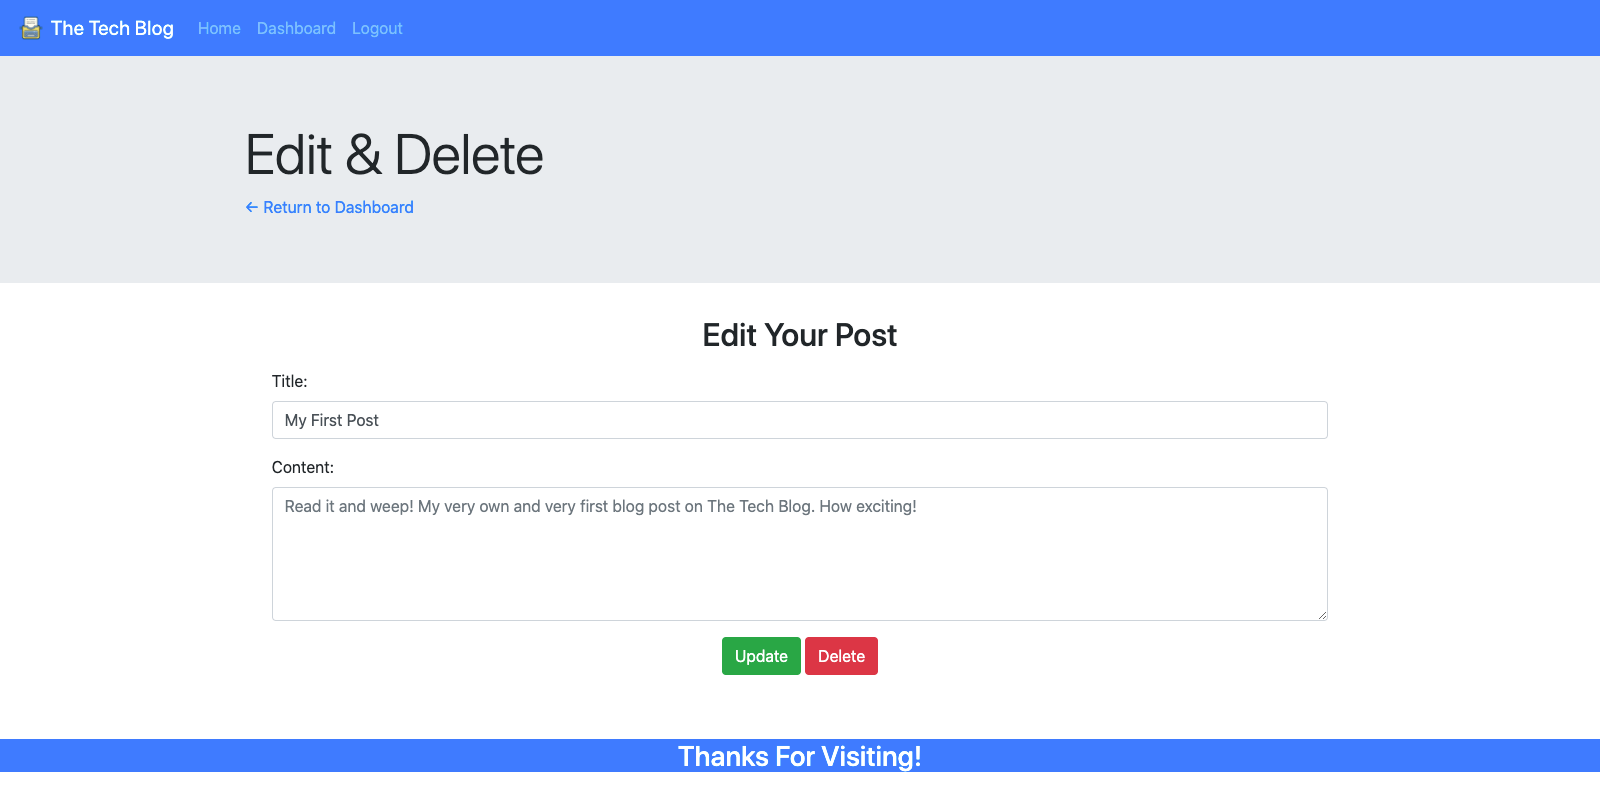 The Tech Blog Home Dashboard Logout
Edit & Delete
← Return to Dashboard
Edit Your Post
Title:
My First Post
Content:
Read it and weep! My very own and very first blog post on The Tech Blog. How exciting!
Update Delete
Thanks For Visiting!